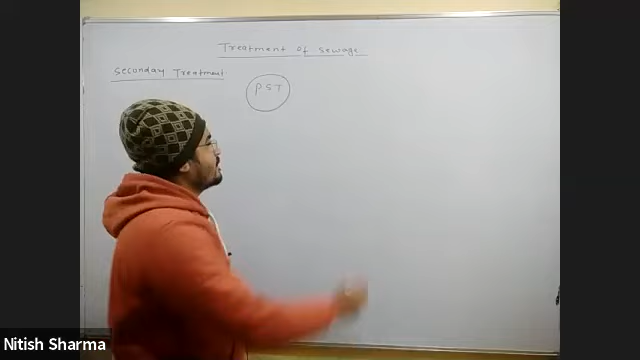 Treatment of Sewage
Seconday Treatment.
PST
Nitish Sharma